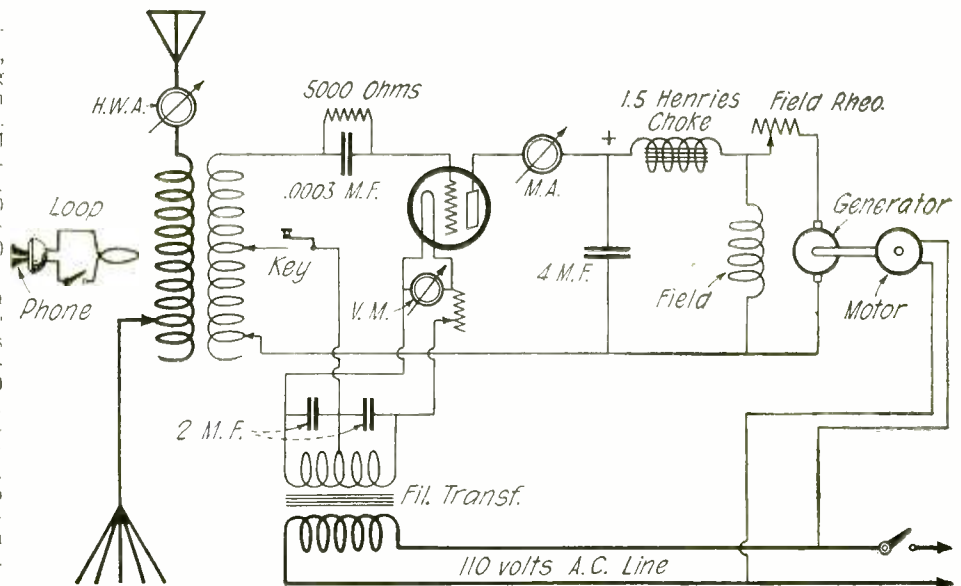 H.W.A.
5000 Ohms
.0003 M.F.
1.5 Henries
Choke
Field Rheo.
+
M.A.
Loop
Phone
Key
V.M.
4 M.F.
Field
Generator
Motor
2 M.F.
Fil. Transf.
110 volts A.C. Line